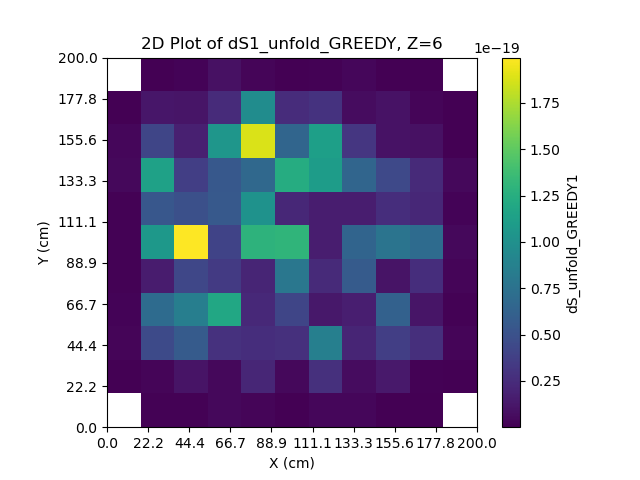 2D Plot of dS1_unfold_GREEDY, Z=6
1e−19
200.0
177.8
155.6
133.3
111.1
88.9
66.7
44.4
22.2
0.0
Y (cm)
0.0 22.2 44.4 66.7 88.9 111.1 133.3 155.6 177.8 200.0
X (cm)
1.75
1.50
1.25
1.00
0.75
0.50
0.25
dS_unfold_GREEDY1